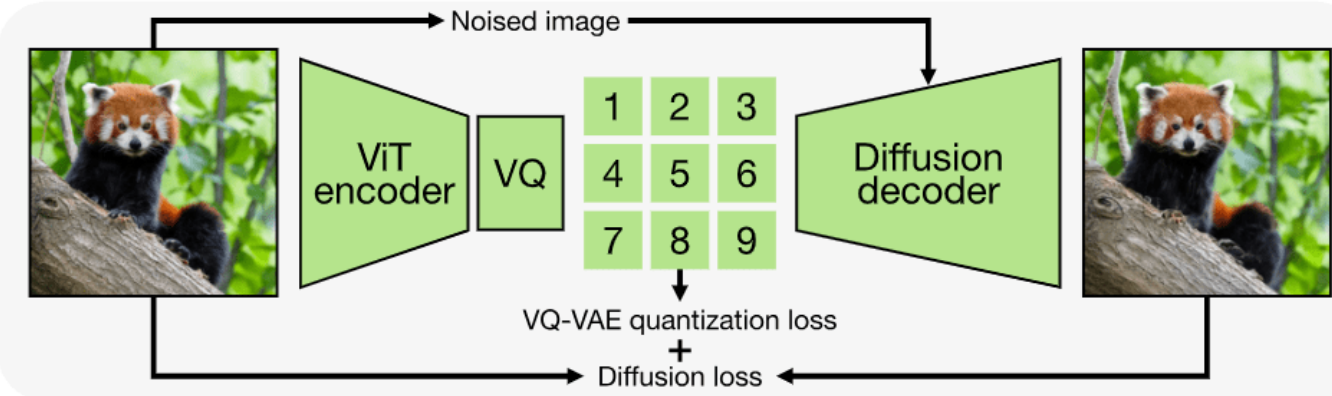 Noised image
ViT
encoder
VQ
1 2 3
4 5 6
7 8 9
Diffusion
decoder
VQ-VAE quantization loss
+
Diffusion loss